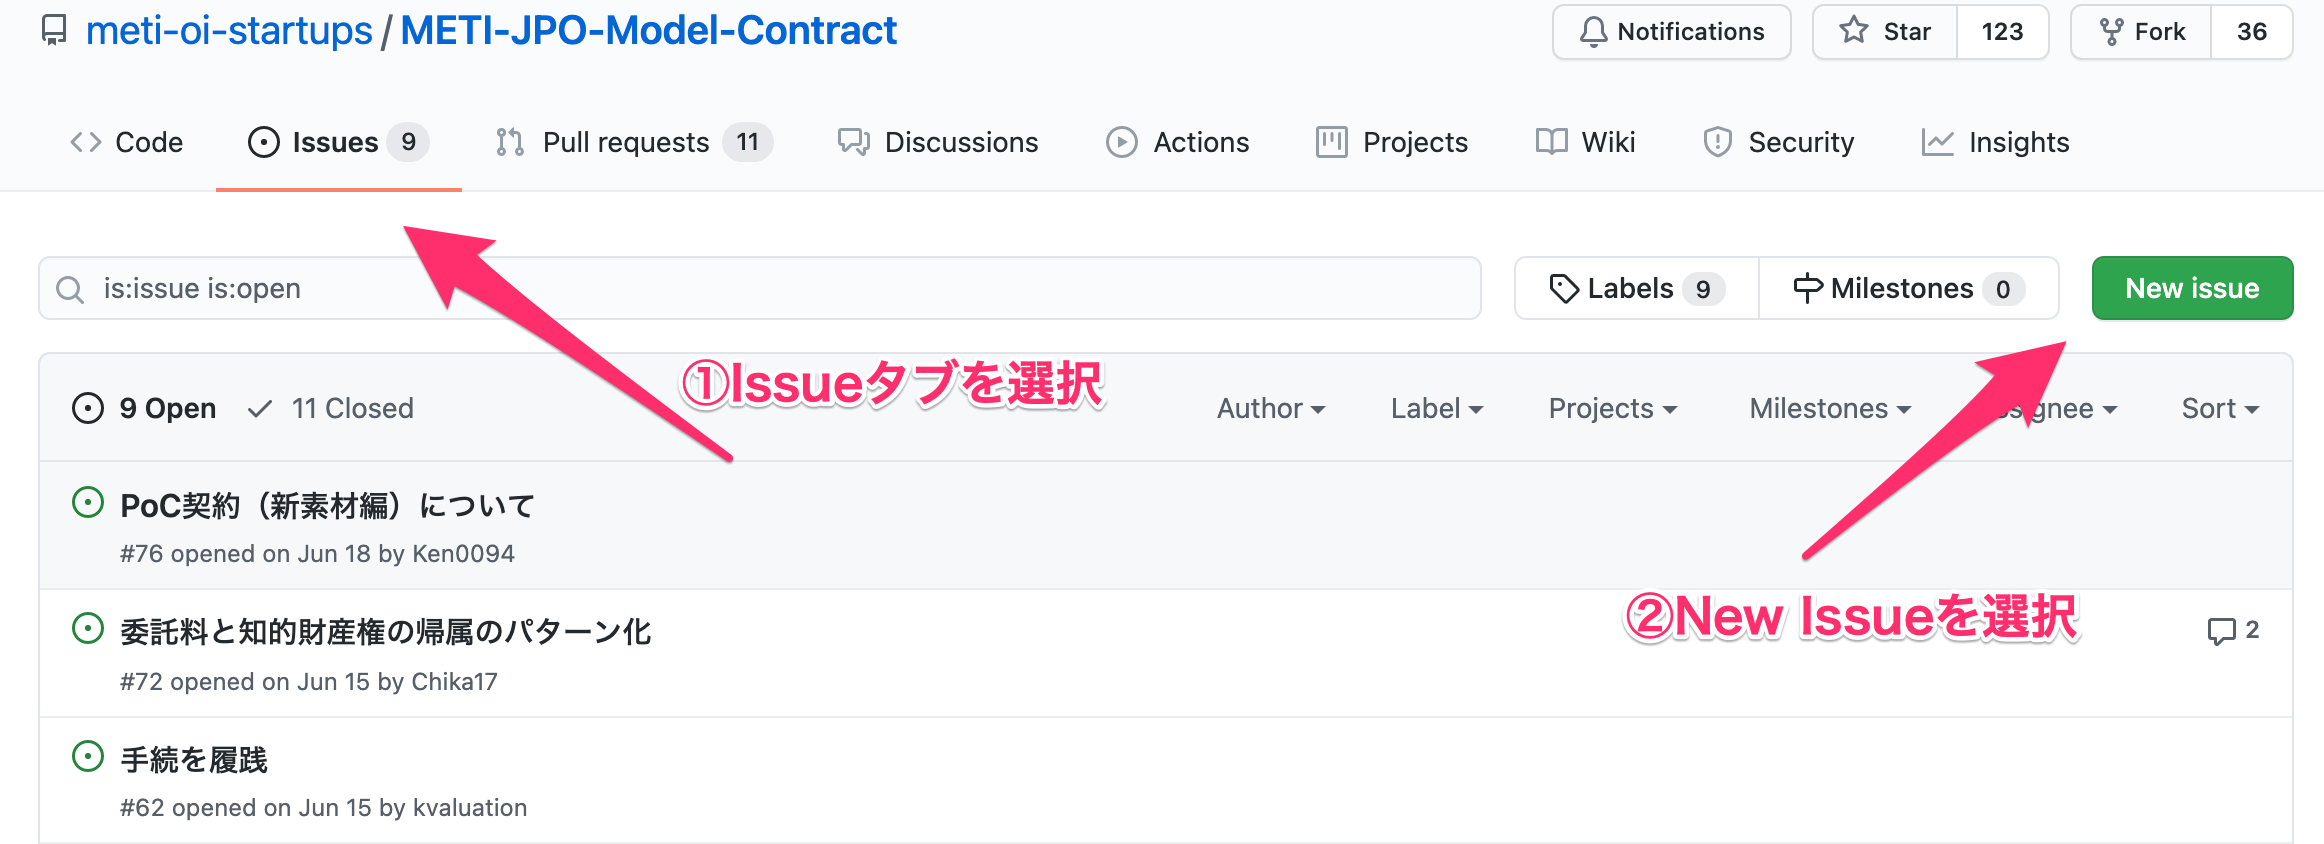 meti-oi-startups / METI-JPO-Model-Contract
Notifications
Star 123
Fork 36
Code
Issues 9
Pull requests 11
Discussions
Actions
Projects
Wiki
Security
Insights
is:issue is:open
Labels 9
Milestones 0
New issue
①Issueタブを選択
9 Open
11 Closed
Author
Label
Projects
Milestones
Sort
PoC契約（新素材編）について
#76 opened on Jun 18 by Ken0094
②New Issueを選択
委託料と知的財産権の帰属のパターン化
2
#72 opened on Jun 15 by Chika17
手続を履践
#62 opened on Jun 15 by kvaluation